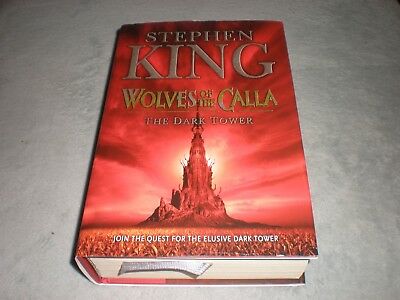 STEPHEN
KING
WOLVES OF THE CALLA
THE DARK TOWER
JOIN THE QUEST FOR THE ELUSIVE DARK TOWER